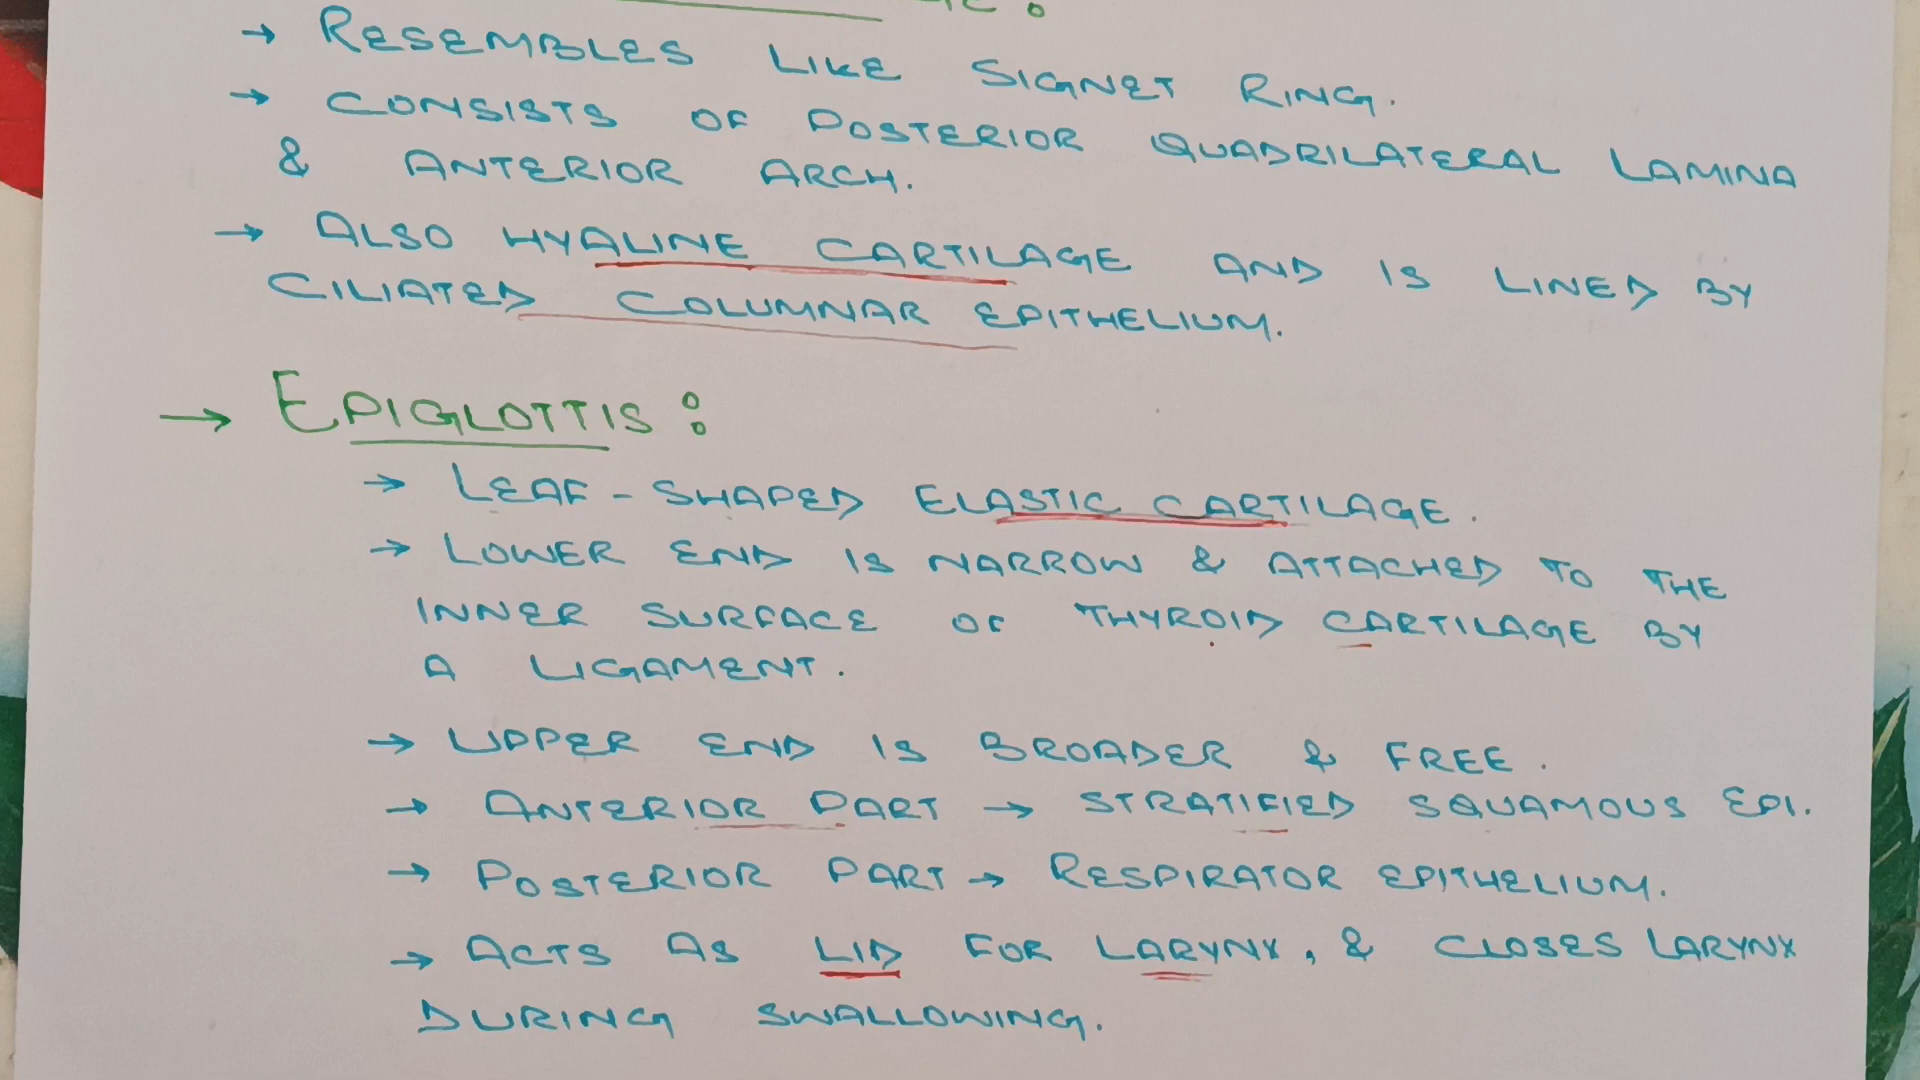 → RESEMBLES LIKE SIGNET RING.
→ CONSISTS OF POSTERIOR QUADRILATERAL LAMINA
& ANTERIOR ARCH.
→ ALSO HYALINE CARTILAGE AND IS LINED BY
CILIATED COLUMNAR EPITHELIUM.
→ EPIGLOTTIS :
→ LEAF - SHAPED ELASTIC CARTILAGE.
→ LOWER END IS NARROW & ATTACHED TO THE
INNER SURFACE OF THYROID CARTILAGE BY
A LIGAMENT.
→ UPPER END IS BROADER & FREE.
→ ANTERIOR PART → STRATIFIED SQUAMOUS EPI.
→ POSTERIOR PART → RESPIRATOR EPITHELIUM.
→ ACTS AS LID FOR LARYNX, & CLOSES LARYNX
DURING SWALLOWING.